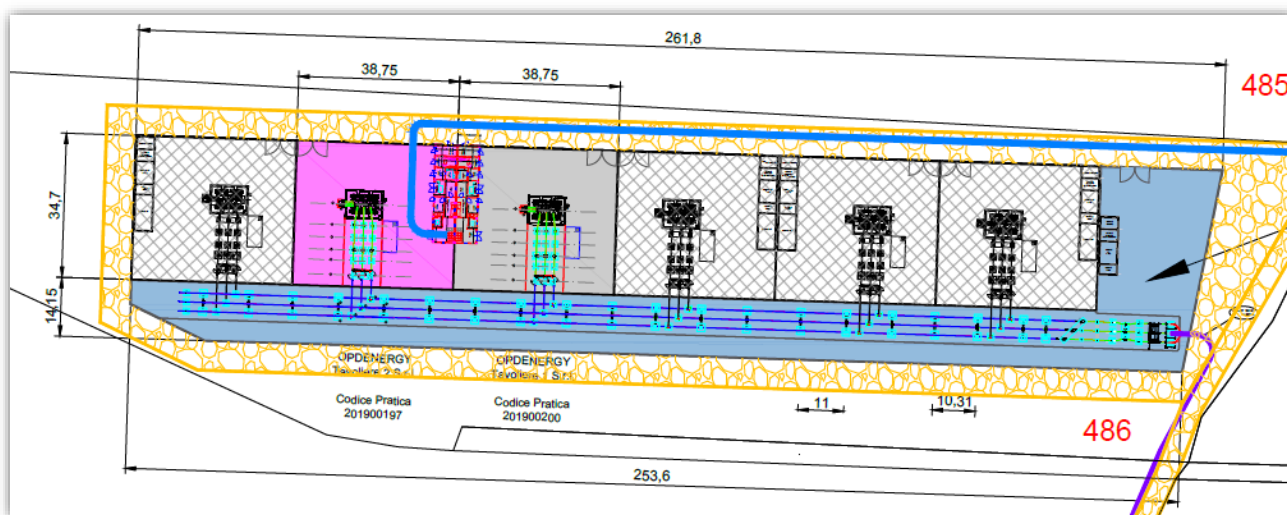 261,8
485
38,75
38,75
34,7
14,15
OPDENERGY
Tavoliere 2 S.r.l
OPDENERGY
Tavoliere 1 S.r.l
Codice Pratica
201900197
Codice Pratica
201900200
11
10,31
486
253,6